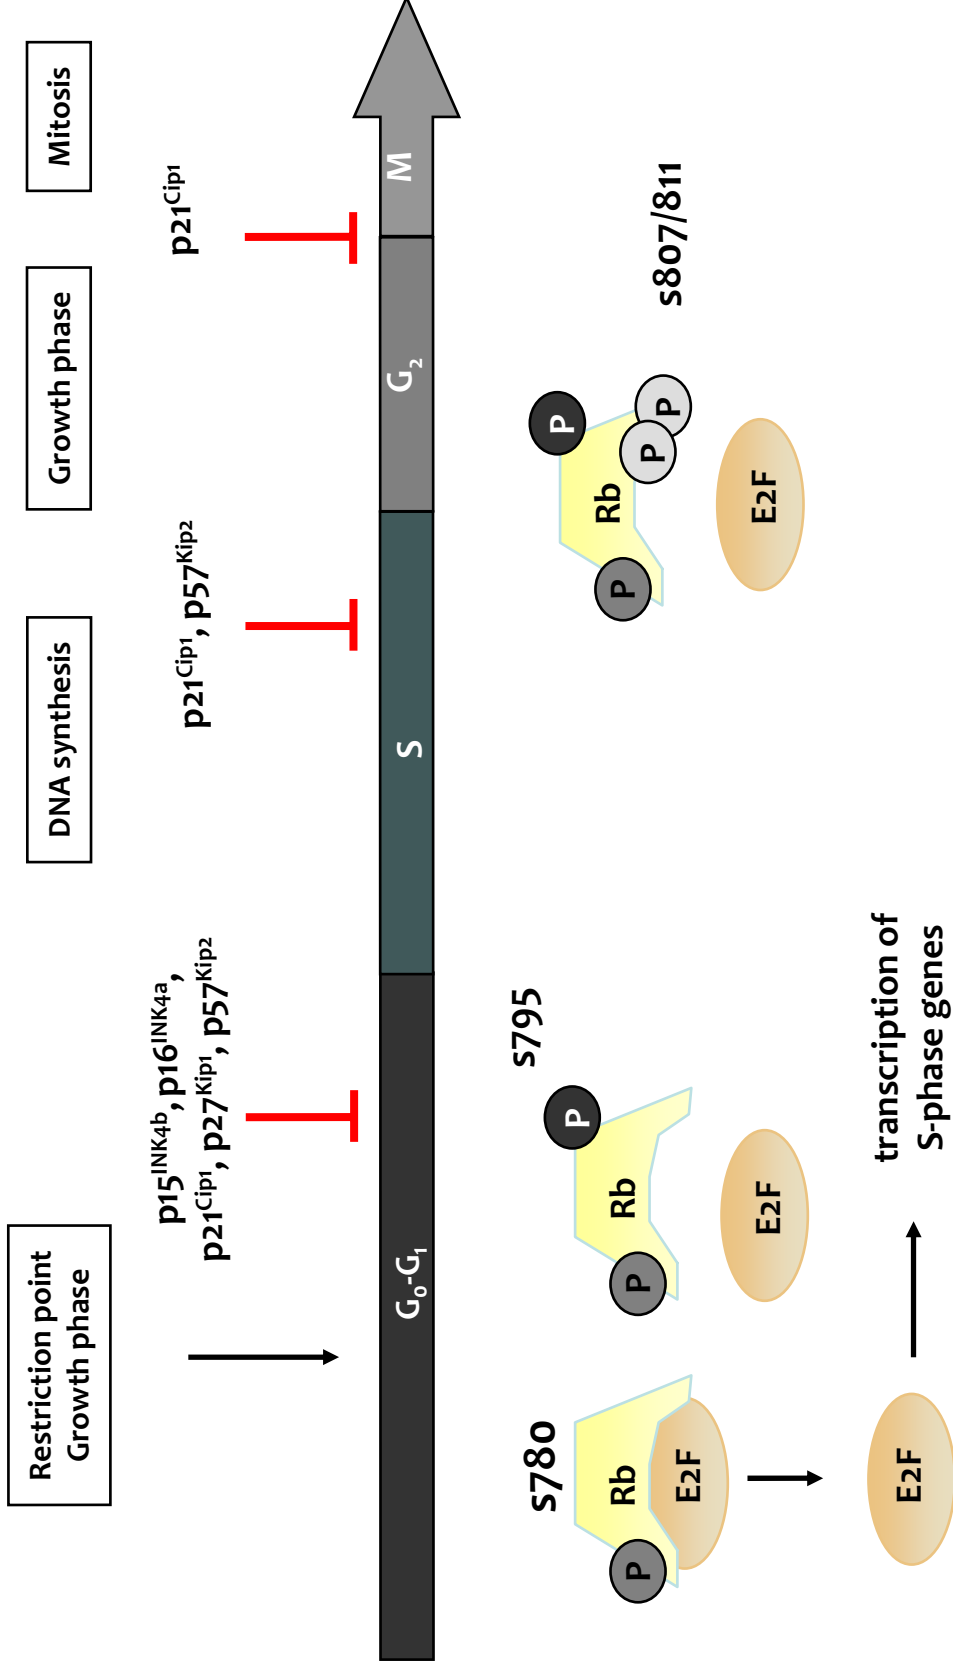 Restriction point
Growth phase
DNA synthesis
Growth phase
Mitosis
p15INK4b, p16INK4a,
p21Cip1, p27Kip1, p57Kip2
p21Cip1, p57Kip2
p21Cip1
G0-G1
S
G2
M
s780
s795
s807/811
P
Rb
E2F
P
Rb
P
E2F
P
Rb
P
P
P
E2F
E2F
transcription of
S-phase genes